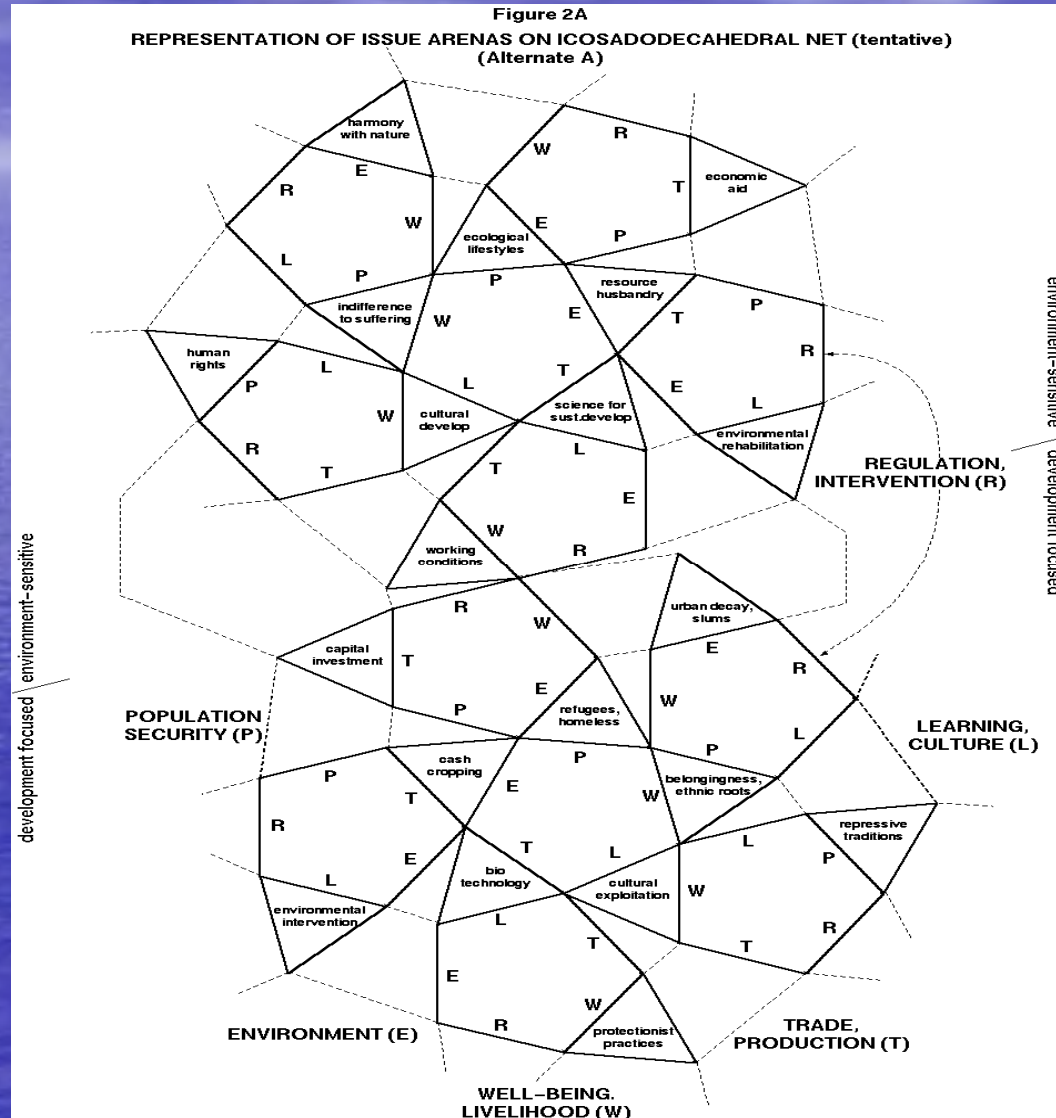 Figure 2A
REPRESENTATION OF ISSUE ARENAS ON ICOSADODECAHEDRAL NET (tentative)
(Alternate A)
harmony
with nature
R
W
E
R
T
economic
aid
W
E
ecological
lifestyles
P
L
P
P
resource
husbandry
indifference
to suffering
W
E
T
P
R
human
rights
L
P
L
T
E
L
W
cultural
develop
science for
sust.develop
environmental
rehabilitation
R
T
T
L
E
REGULATION,
INTERVENTION (R)
W
R
working
conditions
environment-sensitive
development focused
R
W
urban decay,
slums
capital
investment
T
E
R
E
P
refugees,
homeless
W
POPULATION
SECURITY (P)
LEARNING,
CULTURE (L)
L
P
P
cash
cropping
P
T
E
W
belongingness,
ethnic roots
R
E
T
L
L
repressive
traditions
P
L
bio
technology
cultural
exploitation
W
environmental
intervention
L
T
T
R
E
W
R
protectionist
practices
ENVIRONMENT (E)
TRADE,
PRODUCTION (T)
WELL-BEING.
LIVELIHOOD (W)
development focused
environment-sensitive